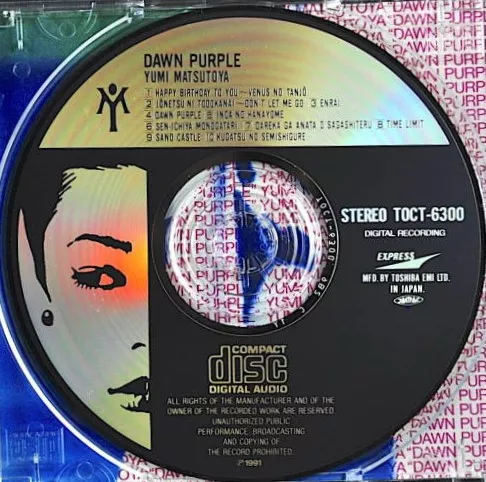 DAWN PURPLE
YUMI MATSUTOYA
1 HAPPY BIRTHDAY TO YOU—VENUS NO TANJŌ
2 JŌNETSU NI TODOKANAI—DON'T LET ME GO 3 ENRAI
4 DAWN PURPLE 5 INDA NO HANAYOME
6 SEN-ICHIYA MONOGATARI 7 DAREKA GA ANATA O SAGASHITERU 8 TIME LIMIT
9 SAND CASTLE 10 KUGATSU NO SEMISHIGURE
STEREO TOCT-6300
DIGITAL RECORDING
EXPRESS
MFD. BY TOSHIBA EMI LTD.
IN JAPAN.
TOCT-6300
COMPACT
disc
DIGITAL AUDIO
ALL RIGHTS OF THE MANUFACTURER AND OF THE
OWNER OF THE RECORDED WORK ARE RESERVED.
UNAUTHORIZED PUBLIC
PERFORMANCE, BROADCASTING
AND COPYING OF
THE RECORD PROHIBITED.
℗1991